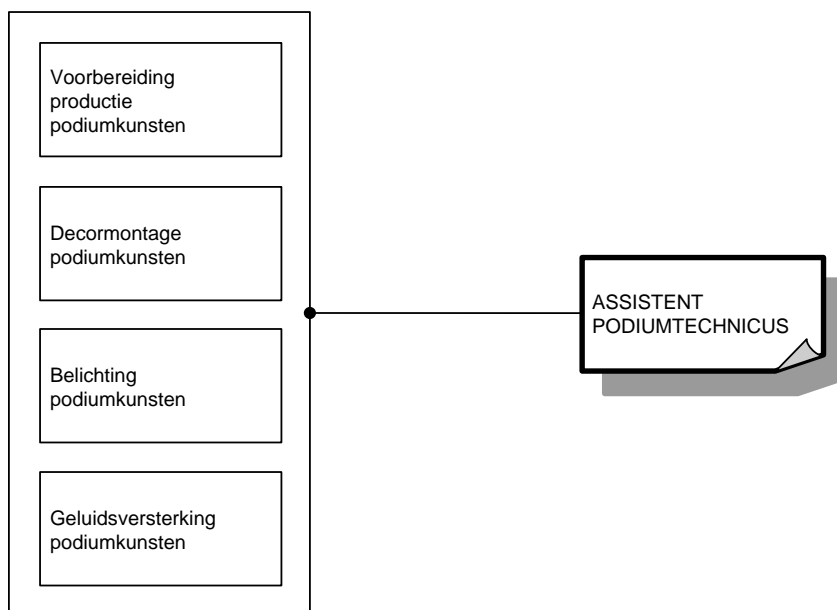 Voorbereiding
productie
podiumkunsten
Decormontage
podiumkunsten
Belichting
podiumkunsten
Geluidsversterking
podiumkunsten
ASSISTENT
PODIUMTECHNICUS